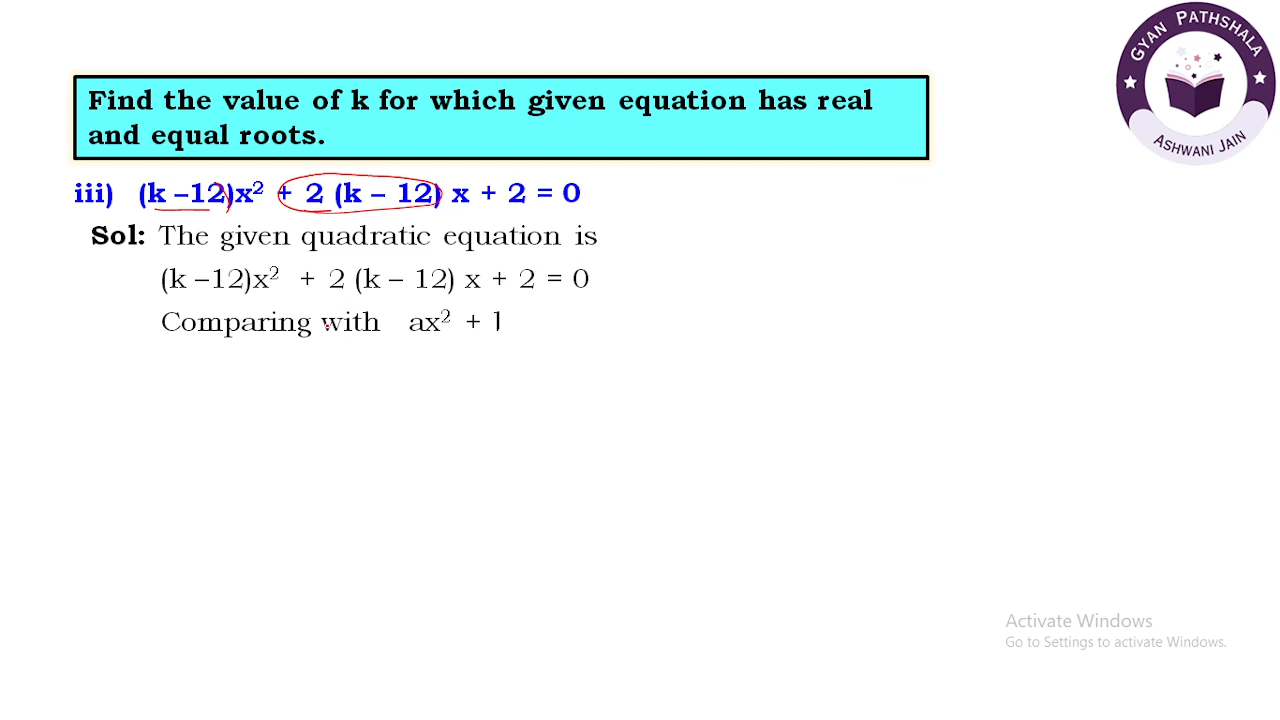 GYAN PATHSHALA
ASHWANI JAIN
Find the value of k for which given equation has real
and equal roots.
iii) (k –12)x² + 2 (k – 12) x + 2 = 0
Sol: The given quadratic equation is
(k –12)x² + 2 (k – 12) x + 2 = 0
Comparing with ax² +
Activate Windows
Go to Settings to activate Windows.